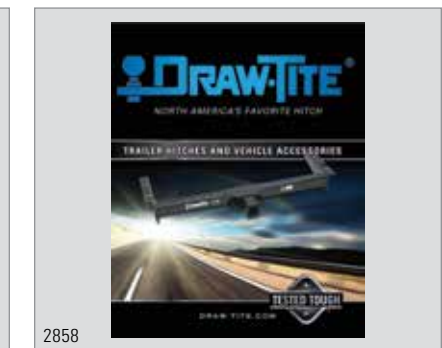 DRAW·TITE®
NORTH AMERICA'S FAVORITE HITCH
TRAILER HITCHES AND VEHICLE ACCESSORIES
TESTED TOUGH
DRAW-TITE.COM
2858